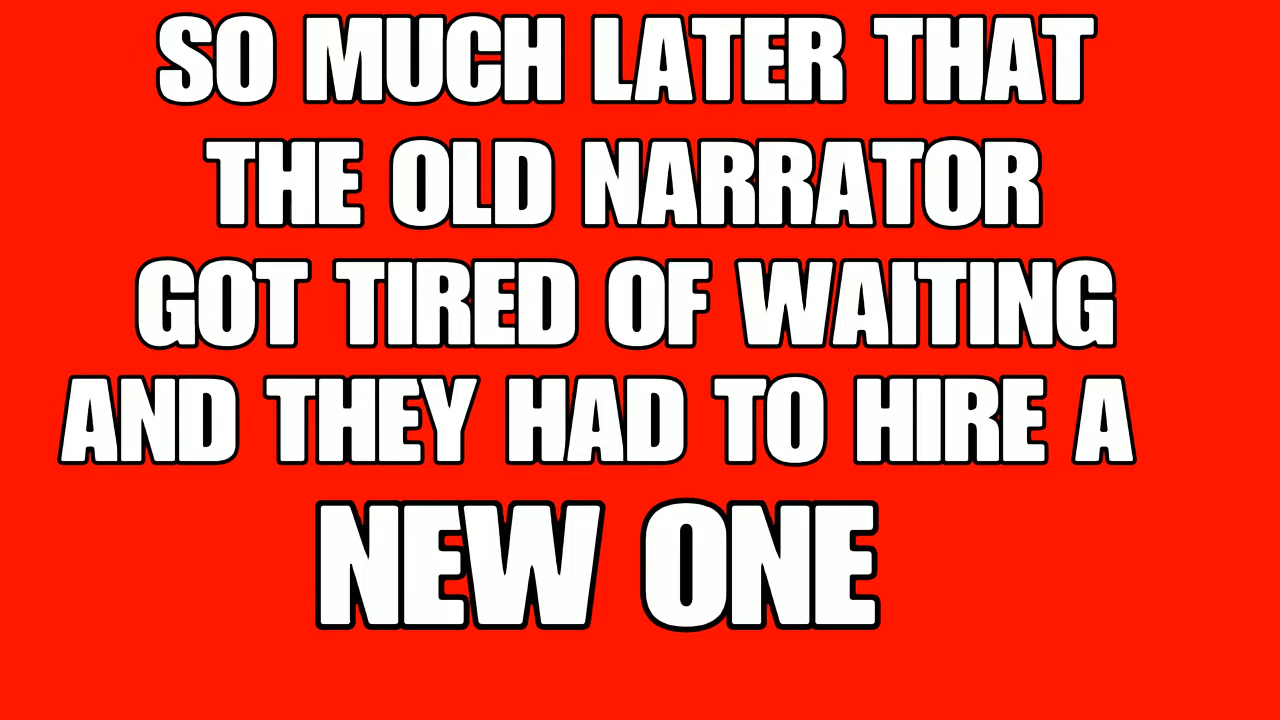 SO MUCH LATER THAT
THE OLD NARRATOR
GOT TIRED OF WAITING
AND THEY HAD TO HIRE A
NEW ONE